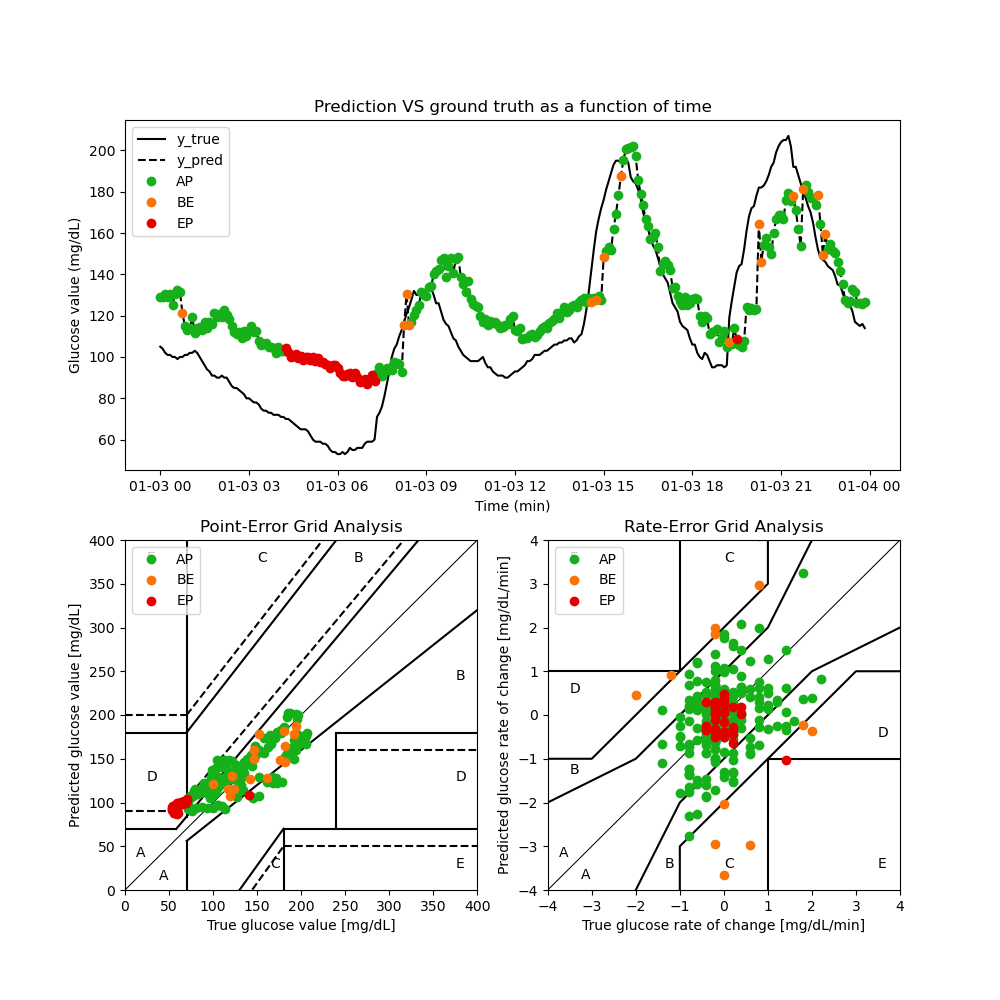 Prediction VS ground truth as a function of time
Glucose value (mg/dL)
200
180
160
140
120
100
80
60
y_true
y_pred
AP
BE
EP
01-03 00 01-03 03 01-03 06 01-03 09 01-03 12 01-03 15 01-03 18 01-03 21 01-04 00
Time (min)
Point-Error Grid Analysis
Predicted glucose value [mg/dL]
400
350
300
250
200
150
100
50
0
AP
BE
EP
C B
B
D D
A
A
C E
0 50 100 150 200 250 300 350 400
True glucose value [mg/dL]
Rate-Error Grid Analysis
Predicted glucose rate of change [mg/dL/min]
4
3
2
1
0
−1
−2
−3
−4
AP
BE
EP
C
D
D
B
A
A
B C E
−4 −3 −2 −1 0 1 2 3 4
True glucose rate of change [mg/dL/min]